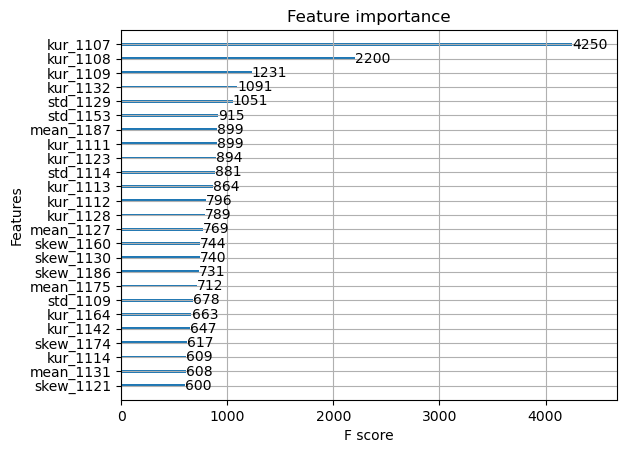 Feature importance
kur_1107 4250
kur_1108 2200
kur_1109 1231
kur_1132 1091
std_1129 1051
std_1153 915
mean_1187 899
kur_1111 899
kur_1123 894
std_1114 881
kur_1113 864
kur_1112 796
kur_1128 789
mean_1127 769
skew_1160 744
skew_1130 740
skew_1186 731
mean_1175 712
std_1109 678
kur_1164 663
kur_1142 647
skew_1174 617
kur_1114 609
mean_1131 608
skew_1121 600
Features
0 1000 2000 3000 4000
F score